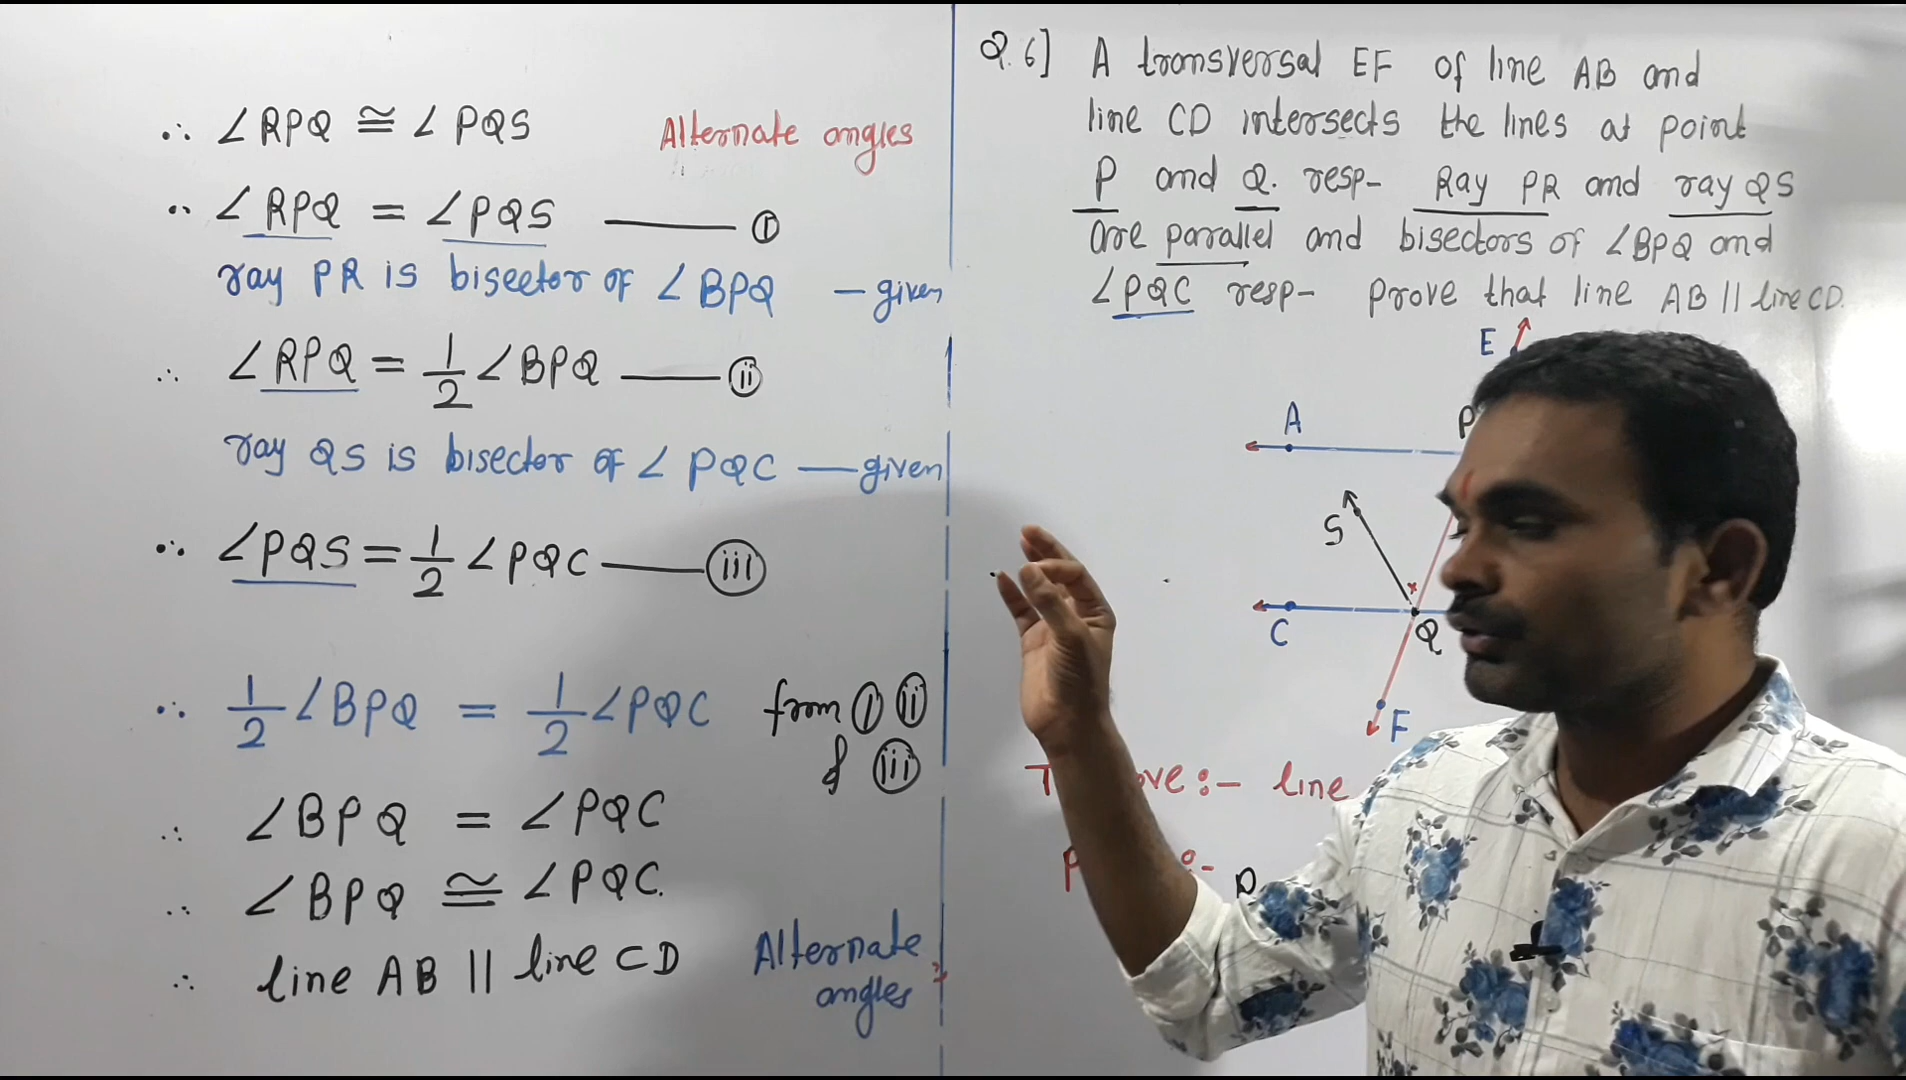 ∴ ∠RPQ ≅ ∠PQS Alternate angles
∴ ∠RPQ = ∠PQS —— ⓘ
ray PR is bisector of ∠BPQ — given
∴ ∠RPQ = 1/2 ∠BPQ —— ⓘⓘ
ray QS is bisector of ∠PQC — given
∴ ∠PQS = 1/2 ∠PQC —— ⓘⓘⓘ
∴ 1/2 ∠BPQ = 1/2 ∠PQC from ⓘ ⓘⓘ
& ⓘⓘⓘ
∴ ∠BPQ = ∠PQC
∴ ∠BPQ ≅ ∠PQC.
∴ line AB || line CD Alternate
angles
Q.6] A transversal EF of line AB and
line CD intersects the lines at point
P and Q. resp- Ray PR and ray QS
are parallel and bisectors of ∠BPQ and
∠PQC resp- prove that line AB || line CD.
E
A
P
S
x
C
Q
F
:- line
:-